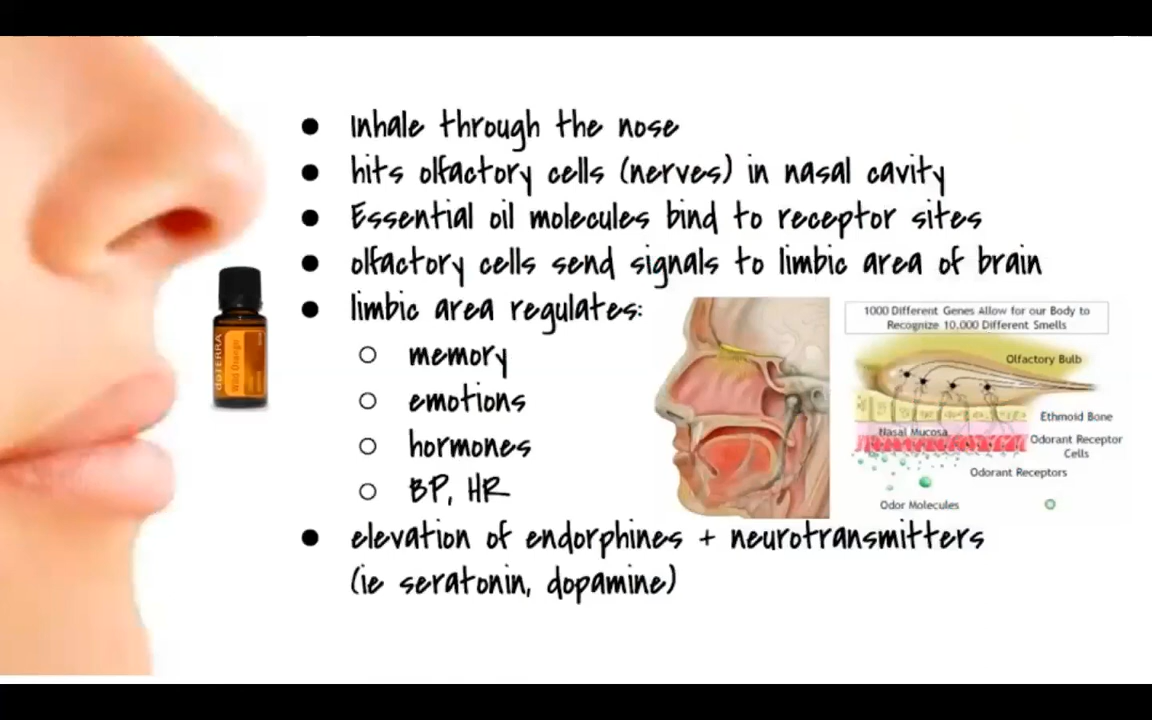 Inhale through the nose
hits olfactory cells (nerves) in nasal cavity
Essential oil molecules bind to receptor sites
olfactory cells send signals to limbic area of brain
limbic area regulates:
memory
emotions
hormones
BP, HR
elevation of endorphines + neurotransmitters
(ie seratonin, dopamine)
dōTERRA
Wild Orange
1000 Different Genes Allow for our Body to
Recognize 10,000 Different Smells
Olfactory Bulb
Ethmoid Bone
Nasal Mucosa
Odorant Receptor
Cells
Odorant Receptors
Odor Molecules